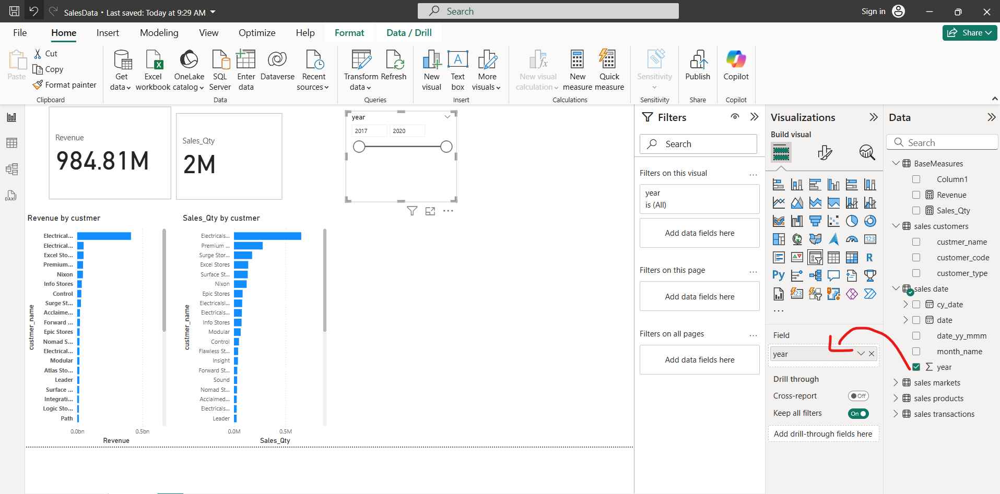 SalesData • Last saved: Today at 9:29 AM
Search
Sign in
File
Home
Insert
Modeling
View
Optimize
Help
Format
Data / Drill
Share
Paste
Cut
Copy
Format painter
Clipboard
Get data
Excel workbook
OneLake catalog
SQL Server
Enter data
Dataverse
Recent sources
Data
Transform data
Refresh
Queries
New visual
Text box
More visuals
Insert
New visual calculation
New measure
Quick measure
Calculations
Sensitivity
Sensitivity
Publish
Share
Copilot
Copilot
DAX
Revenue
984.81M
Sales_Qty
2M
year
2017
2020
Revenue by custmer
custmer_name
Electrical...
Electrical...
Excel Sto...
Premium...
Nixon
Info Stores
Control
Surge St...
Acclaime...
Forward ...
Epic Stores
Nomad S...
Electrical...
Modular
Atlas Sto...
Leader
Surface ...
Integrati...
Logic Sto...
Path
0.0bn
0.5bn
Revenue
Sales_Qty by custmer
custmer_name
Electricals...
Premium ...
Surge Stor...
Excel Stores
Surface St...
Nixon
Epic Stores
Electricalsl...
Electricals...
Info Stores
Modular
Control
Flawless St...
Insight
Forward St...
Sound
Nomad St...
Acclaimed...
Electricals...
Leader
0.0M
0.5M
Sales_Qty
Filters
Search
Filters on this visual
...
year
is (All)
Add data fields here
Filters on this page
...
Add data fields here
Filters on all pages
...
Add data fields here
Visualizations
Build visual
123
R
Py
123
...
Field
year
Drill through
Cross-report
Off
Keep all filters
On
Add drill-through fields here
Data
Search
BaseMeasures
Column1
Revenue
Sales_Qty
sales customers
custmer_name
customer_code
customer_type
sales date
cy_date
date
date_yy_mmm
month_name
year
sales markets
sales products
sales transactions